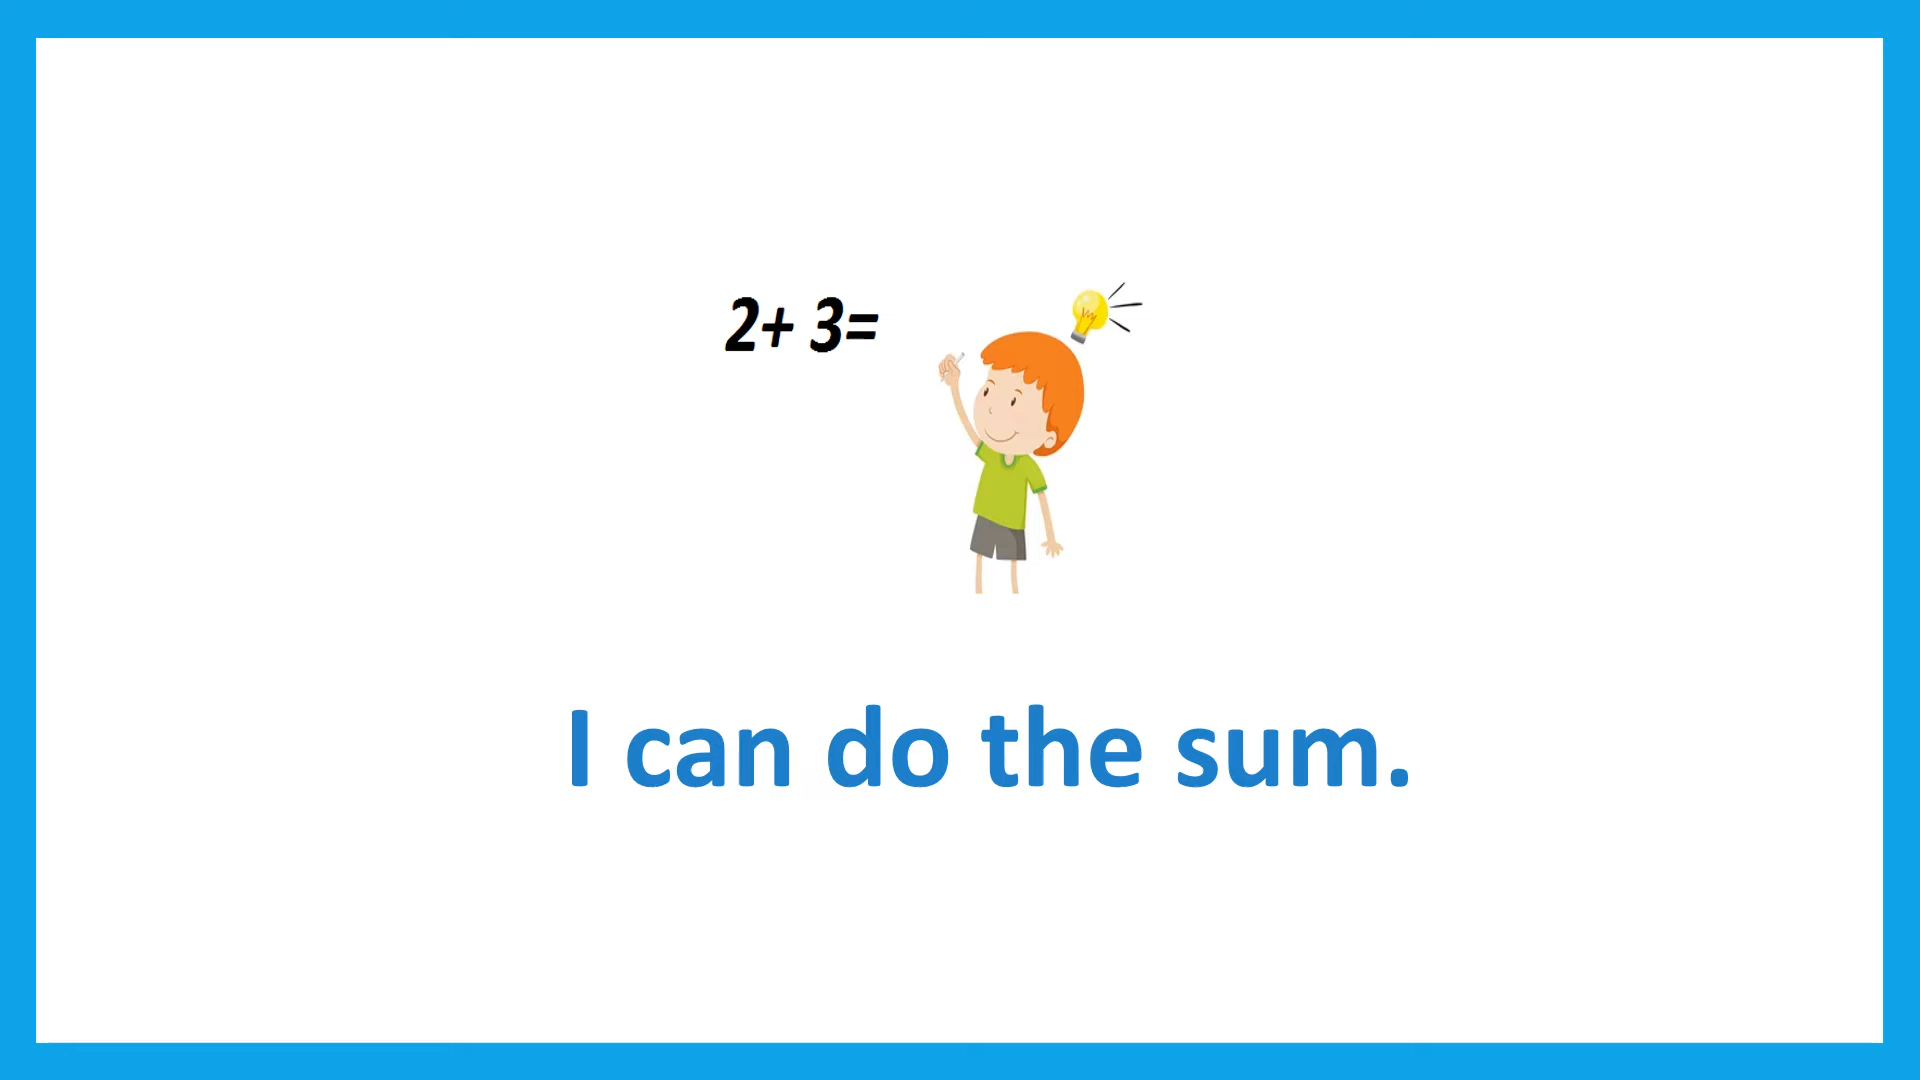 2+ 3=
I can do the sum.